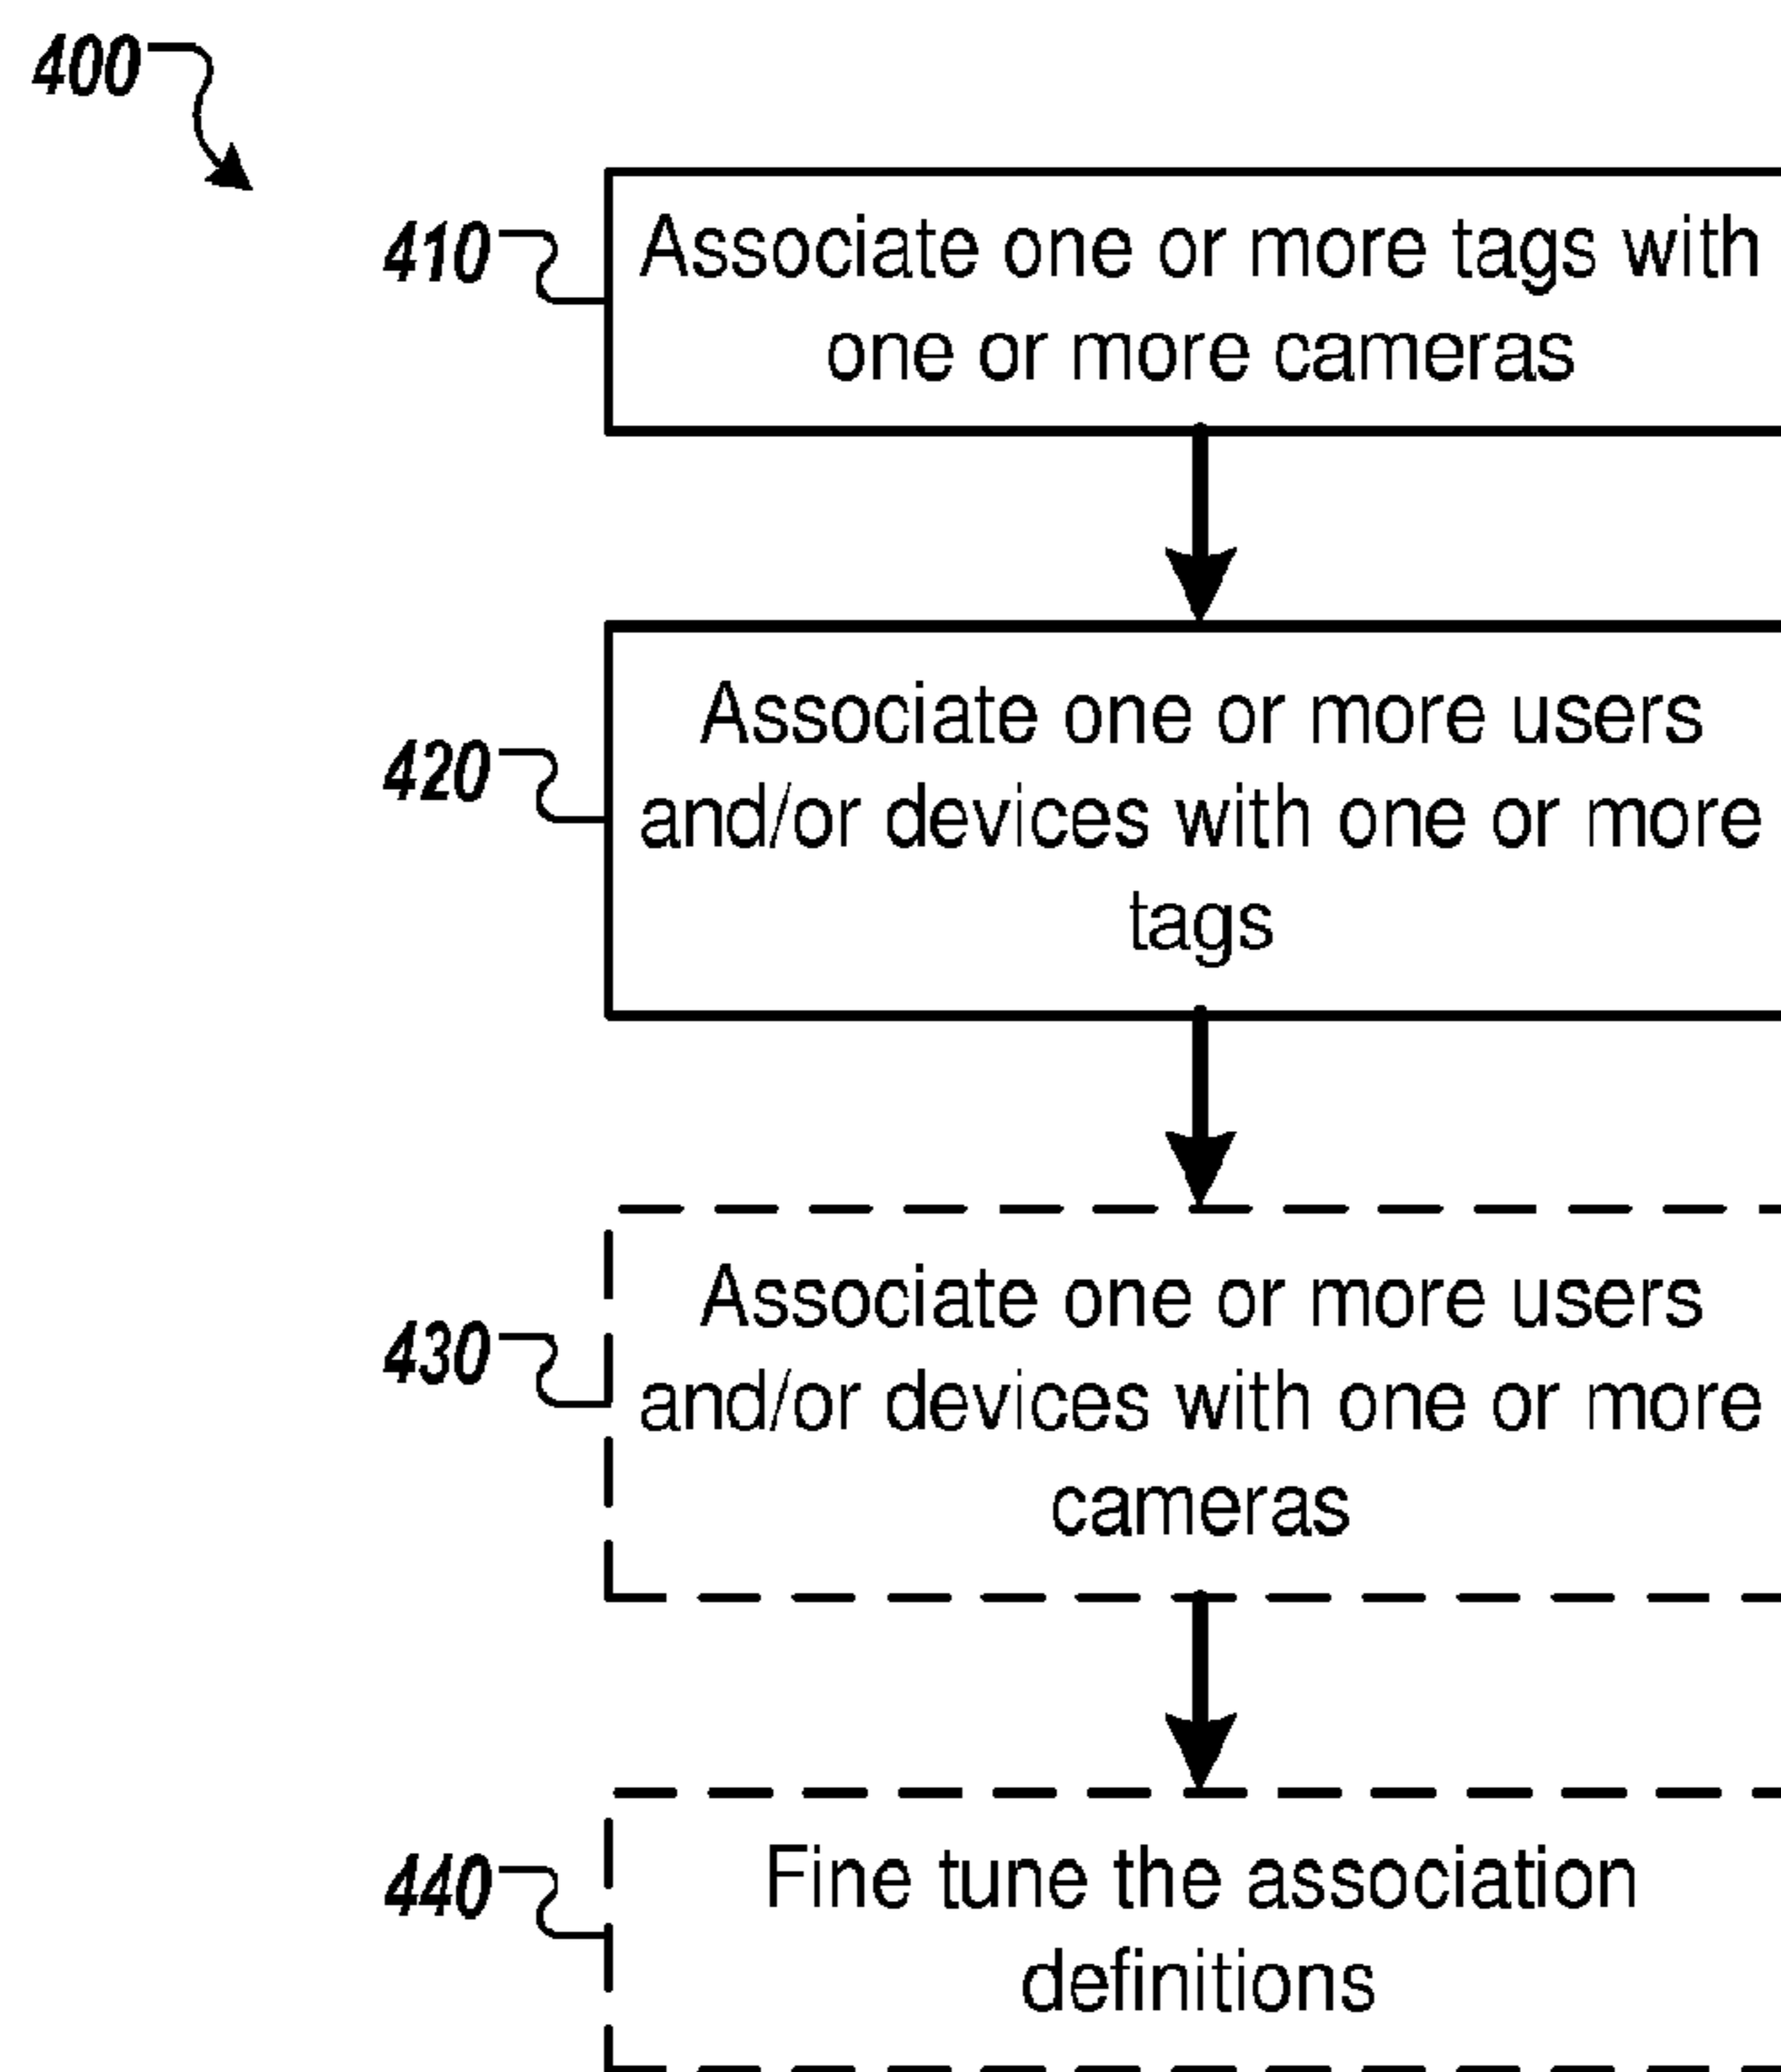 400
410
Associate one or more tags with
one or more cameras
420
Associate one or more users
and/or devices with one or more
tags
430
Associate one or more users
and/or devices with one or more
cameras
440
Fine tune the association
definitions